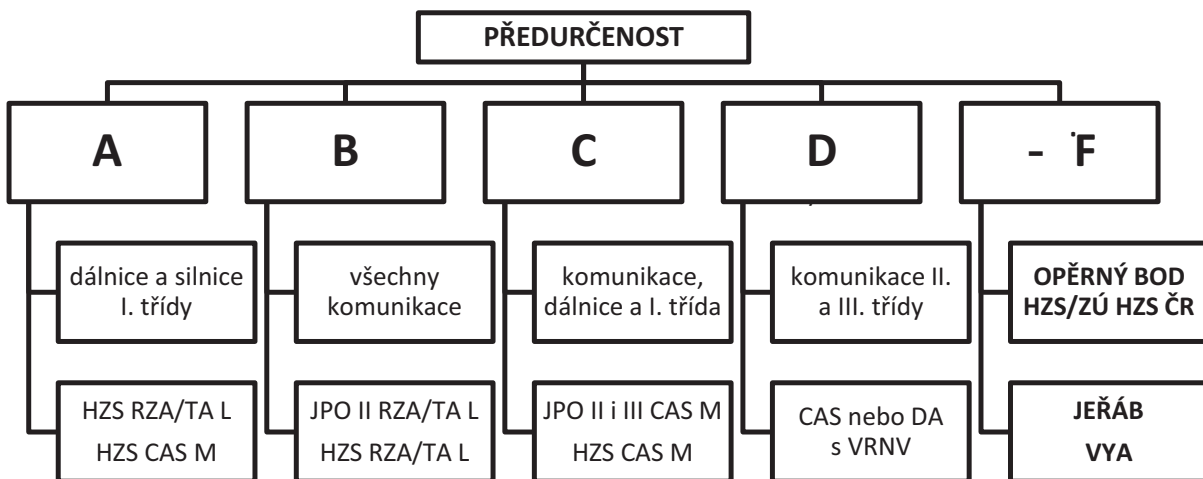 PŘEDURČENOST
A
B
C
D
- F
dálnice a silnice
I. třídy
všechny
komunikace
komunikace,
dálnice a I. třída
komunikace II.
a III. třídy
OPĚRNÝ BOD
HZS/ZÚ HZS ČR
HZS RZA/TA L
HZS CAS M
JPO II RZA/TA L
HZS RZA/TA L
JPO II i III CAS M
HZS CAS M
CAS nebo DA
s VRNV
JEŘÁB
VYA